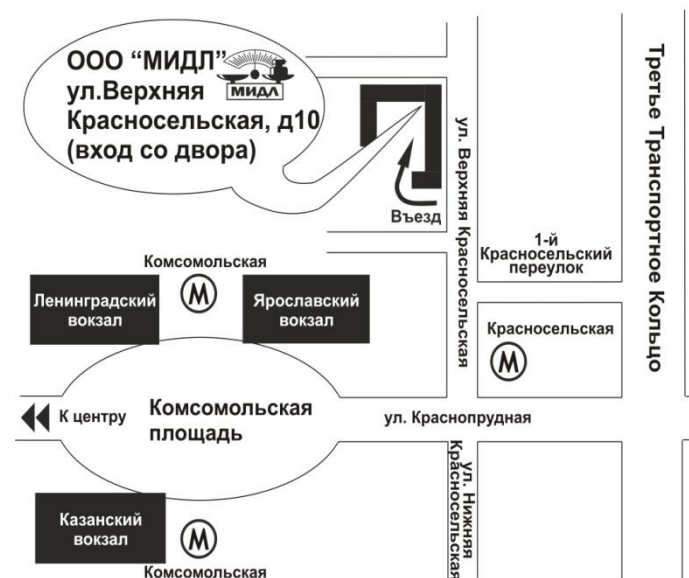 ООО “МИДЛ”
МИДЛ
ул.Верхняя
Красносельская, д10
(вход со двора)
Въезд
ул. Верхняя Красносельская
Третье Транспортное Кольцо
1-й
Красносельский
переулок
Комсомольская
М
Ленинградский
вокзал
Ярославский
вокзал
Красносельская
М
К центру
Комсомольская
площадь
ул. Краснопрудная
ул. Нижняя
Красносельская
Казанский
вокзал
М
Комсомольская